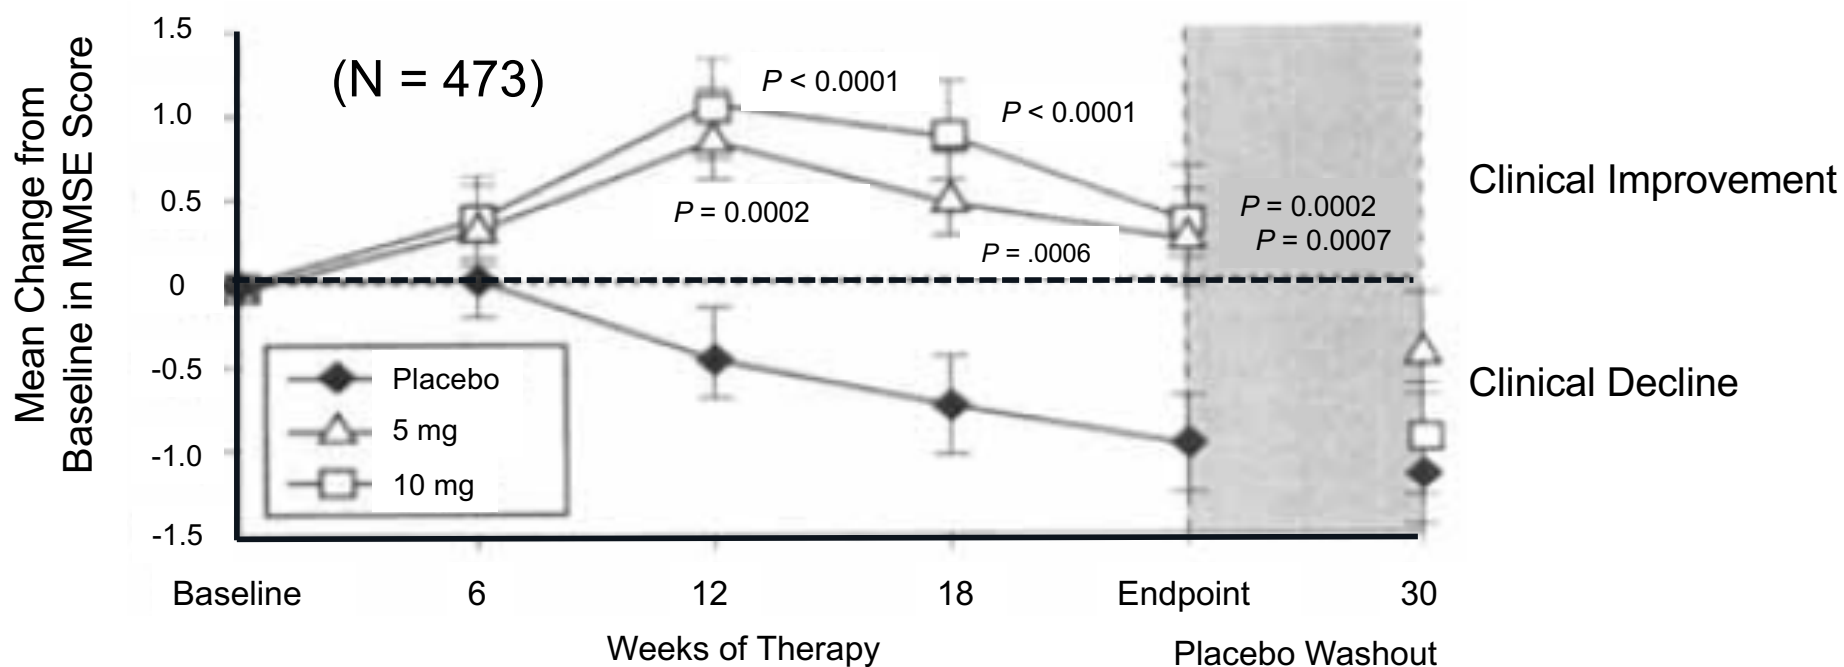 Mean Change from
Baseline in MMSE Score
1.5
1.0
0.5
0
-0.5
-1.0
-1.5
(N = 473)
P < 0.0001
P < 0.0001
P = 0.0002
P = .0006
P = 0.0002
P = 0.0007
Clinical Improvement
Clinical Decline
Placebo
5 mg
10 mg
Baseline 6 12 18 Endpoint 30
Weeks of Therapy
Placebo Washout